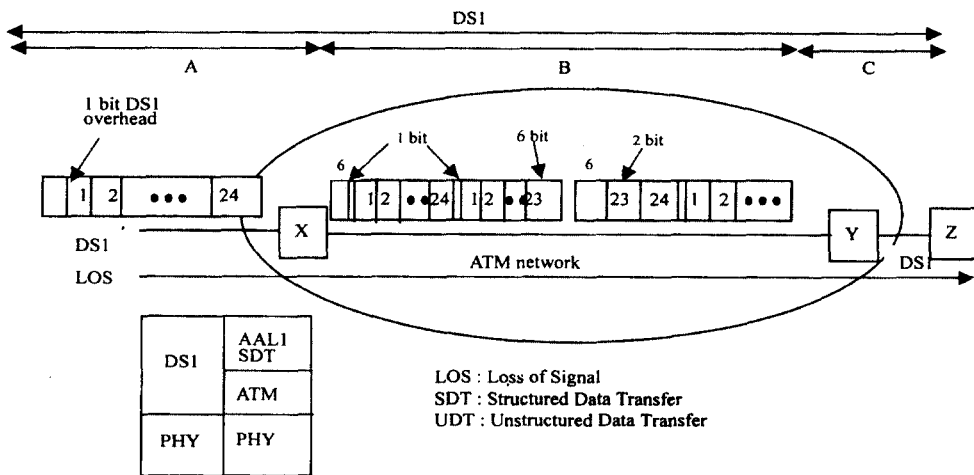 DS1
A B C
1 bit DS1
overhead
1 bit 6 bit 2 bit
6 6
1 2 ••• 24
1 2 •• 24 1 2 •• 23
23 24 1 2 •••
X Y Z
DS1 ATM network DS1
LOS
DS1 AAL1
SDT
ATM
PHY PHY
LOS : Loss of Signal
SDT : Structured Data Transfer
UDT : Unstructured Data Transfer